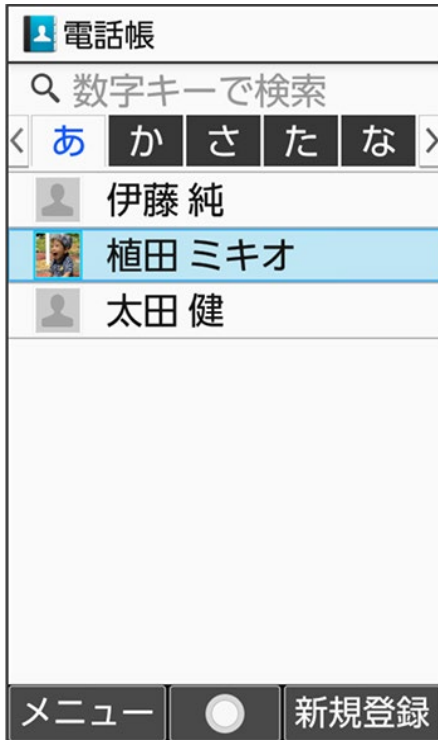 電話帳
数字キーで検索
あ か さ た な
伊藤 純
植田 ミキオ
太田 健
メニュー 新規登録